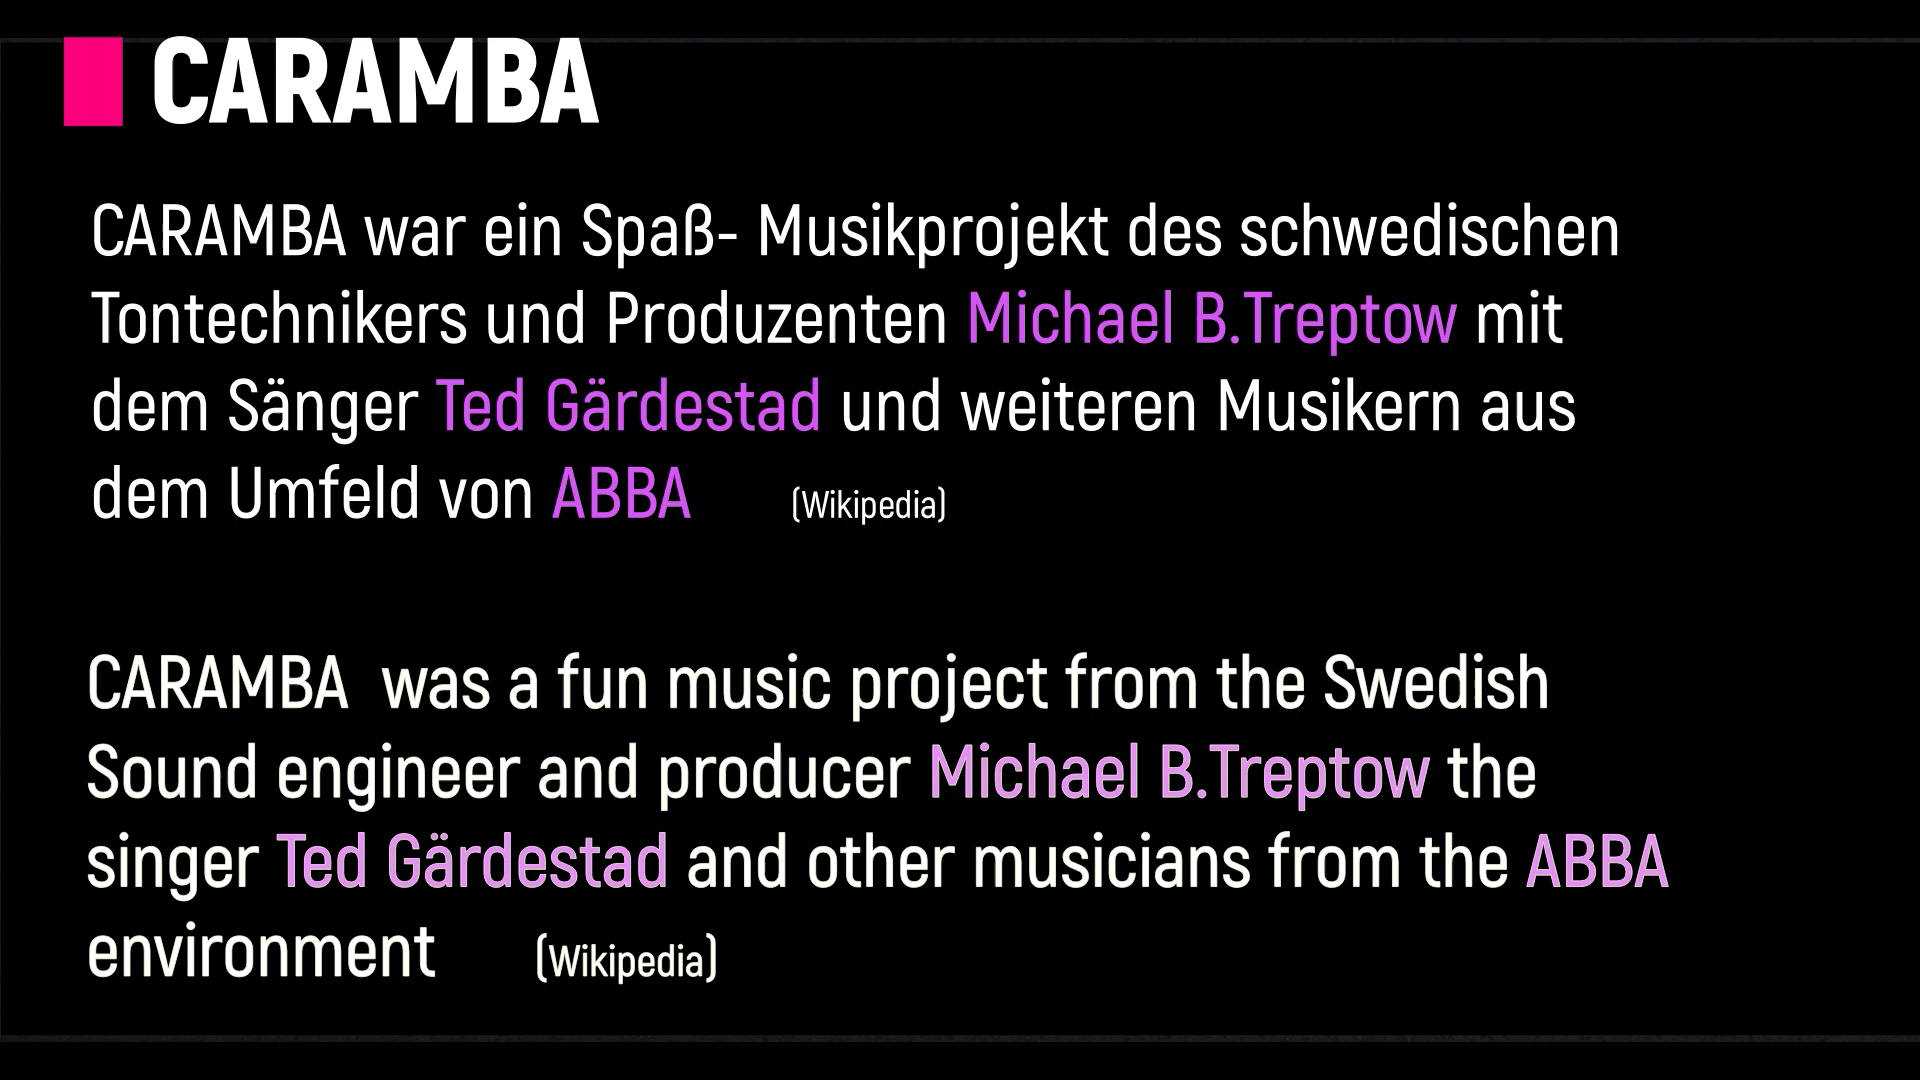 CARAMBA
CARAMBA war ein Spaß- Musikprojekt des schwedischen
Tontechnikers und Produzenten Michael B.Treptow mit
dem Sänger Ted Gärdestad und weiteren Musikern aus
dem Umfeld von ABBA (Wikipedia)
CARAMBA was a fun music project from the Swedish
Sound engineer and producer Michael B.Treptow the
singer Ted Gärdestad and other musicians from the ABBA
environment (Wikipedia)